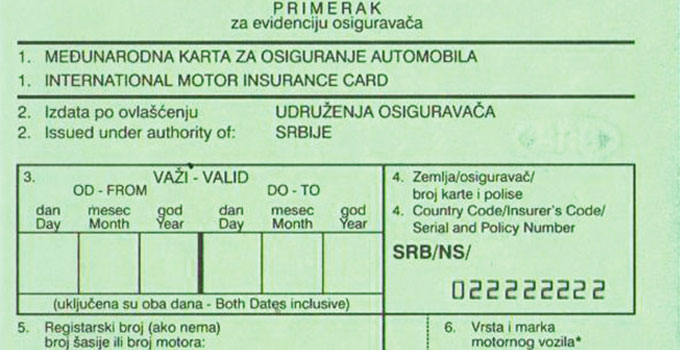 PRIMERAK
za evidenciju osiguravača
1. MEĐUNARODNA KARTA ZA OSIGURANJE AUTOMOBILA
1. INTERNATIONAL MOTOR INSURANCE CARD
2. Izdata po ovlašćenju UDRUŽENJA OSIGURAVAČA
2. Issued under authority of: SRBIJE
3. VAŽI - VALID
OD - FROM DO - TO
dan mesec god dan mesec god
Day Month Year Day Month Year
(uključena su oba dana - Both Dates inclusive)
4. Zemlja/osiguravač/
broj karte i polise
4. Country Code/Insurer's Code/
Serial and Policy Number
SRB/NS/
022222222
5. Registarski broj (ako nema)
broj šasije ili broj motora:
6. Vrsta i marka
motornog vozila*